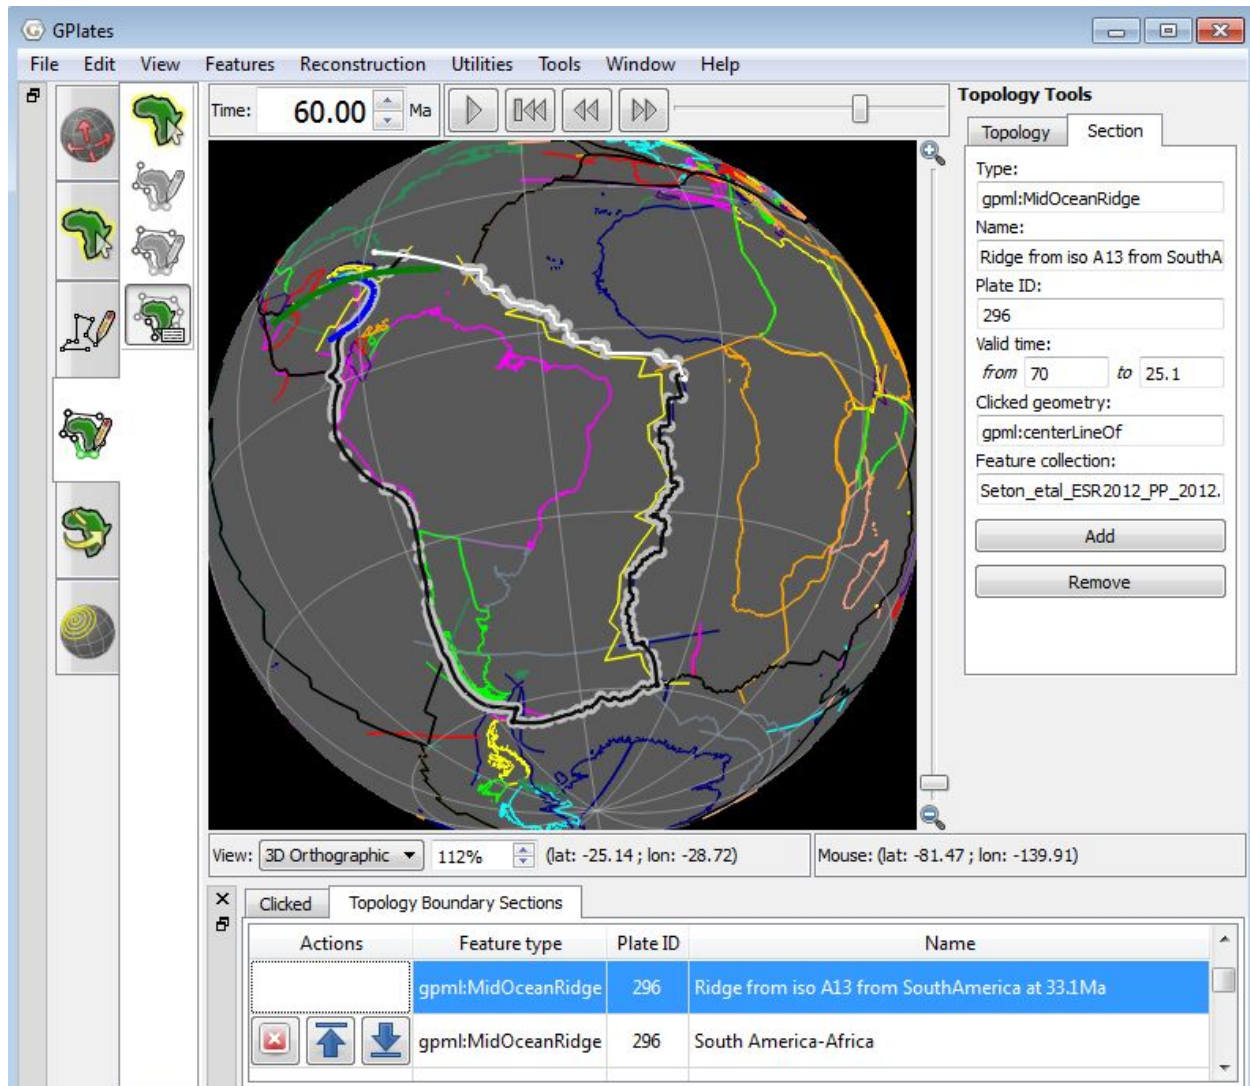 GPlates
File Edit View Features Reconstruction Utilities Tools Window Help
Time: 60.00 Ma
Topology Tools
Topology Section
Type:
gpml:MidOceanRidge
Name:
Ridge from iso A13 from SouthA
Plate ID:
296
Valid time:
from 70 to 25.1
Clicked geometry:
gpml:centerLineOf
Feature collection:
Seton_etal_ESR2012_PP_2012.
Add
Remove
View: 3D Orthographic 112% (lat: -25.14 ; lon: -28.72) Mouse: (lat: -81.47 ; lon: -139.91)
Clicked Topology Boundary Sections
Actions Feature type Plate ID Name
gpml:MidOceanRidge 296 Ridge from iso A13 from SouthAmerica at 33.1Ma
gpml:MidOceanRidge 296 South America-Africa